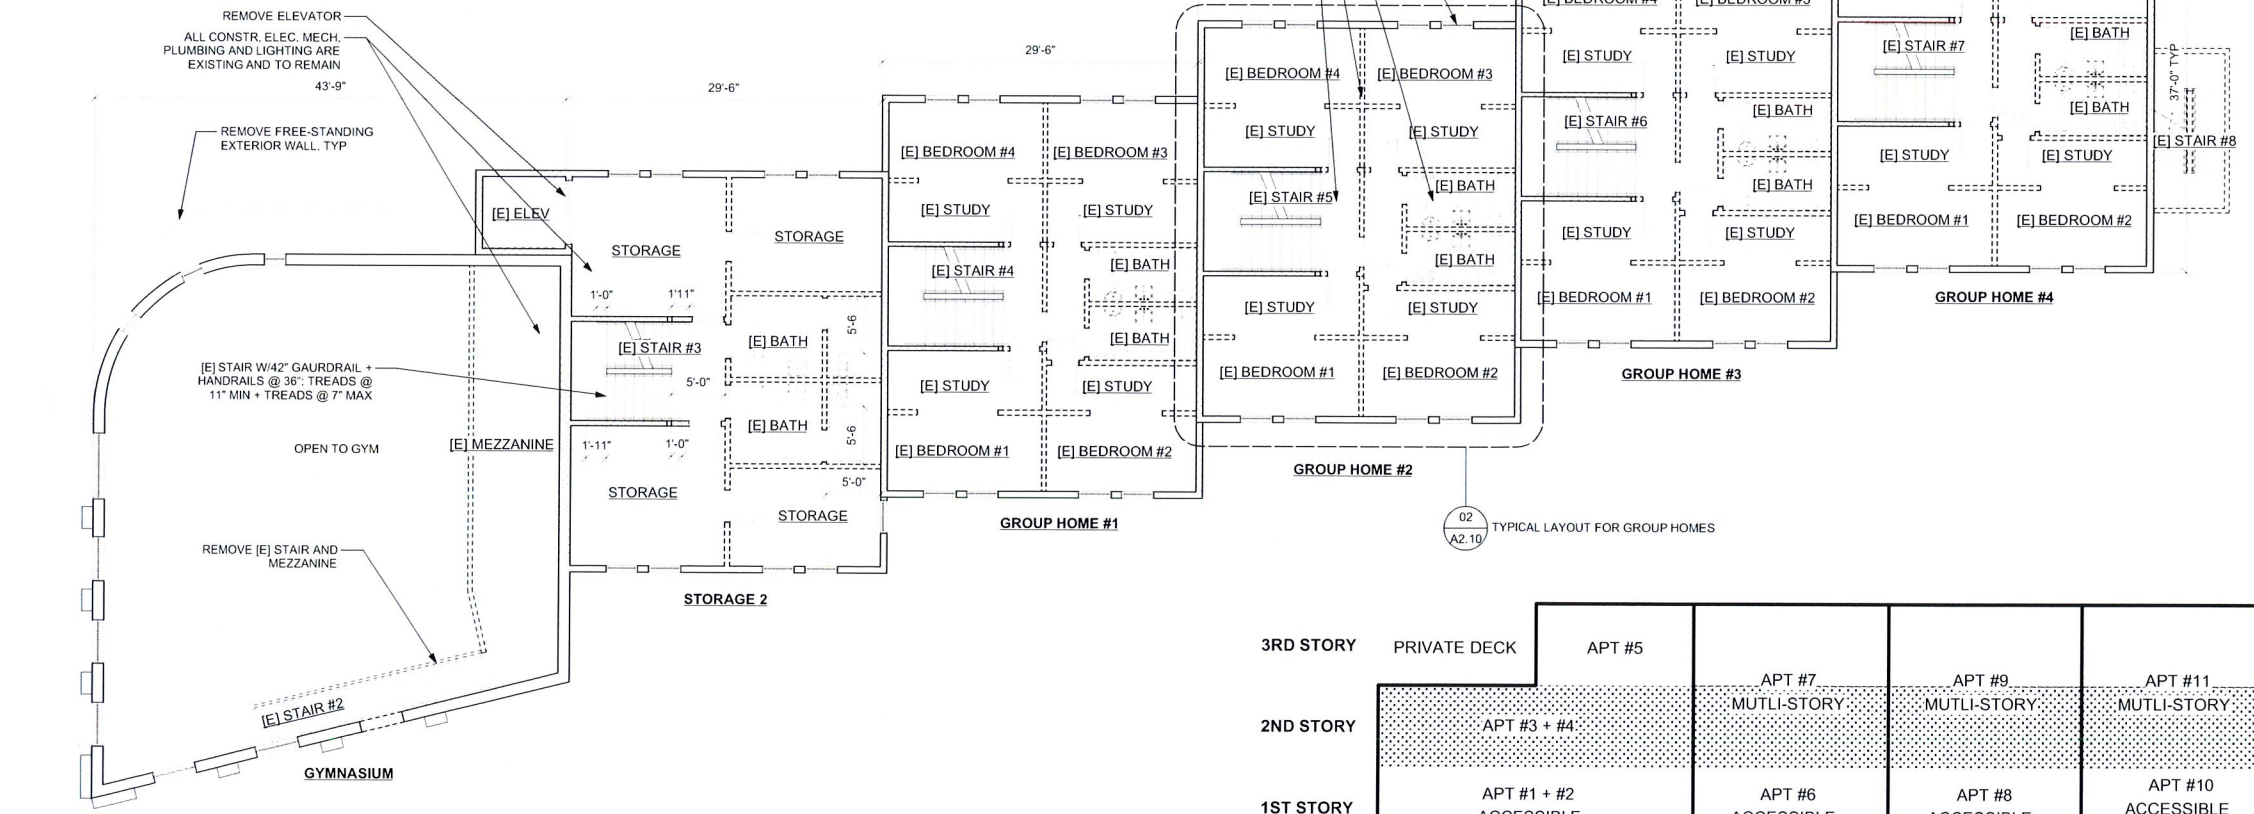 REMOVE ELEVATOR
ALL CONSTR, ELEC, MECH,
PLUMBING AND LIGHTING ARE
EXISTING AND TO REMAIN
43'-9"
29'-6"
29'-6"
REMOVE FREE-STANDING
EXTERIOR WALL, TYP
[E] ELEV
STORAGE
STORAGE
1'-0"
1'11"
[E] STAIR #3
[E] BATH
5'-6
5'-0"
[E] STAIR W/42" GAURDRAIL +
HANDRAILS @ 36"; TREADS @
11" MIN + TREADS @ 7" MAX
OPEN TO GYM
[E] MEZZANINE
1'-11"
1'-0"
[E] BATH
5'-6
5'-0"
STORAGE
STORAGE
REMOVE [E] STAIR AND
MEZZANINE
STORAGE 2
[E] STAIR #2
GYMNASIUM
[E] BEDROOM #4
[E] BEDROOM #3
[E] STUDY
[E] STUDY
[E] STAIR #4
[E] BATH
[E] BATH
[E] STUDY
[E] STUDY
[E] BEDROOM #1
[E] BEDROOM #2
GROUP HOME #1
[E] BEDROOM #4
[E] BEDROOM #3
[E] STUDY
[E] STUDY
[E] STAIR #5
[E] BATH
[E] BATH
[E] STUDY
[E] STUDY
[E] BEDROOM #1
[E] BEDROOM #2
GROUP HOME #2
02
A2.10
TYPICAL LAYOUT FOR GROUP HOMES
[E] BEDROOM #4
[E] BEDROOM #3
[E] STUDY
[E] STUDY
[E] STAIR #6
[E] BATH
[E] BATH
[E] STUDY
[E] STUDY
[E] BEDROOM #1
[E] BEDROOM #2
GROUP HOME #3
[E] STAIR #7
[E] BATH
[E] BATH
[E] STUDY
[E] STUDY
[E] BEDROOM #1
[E] BEDROOM #2
GROUP HOME #4
37'-0" TYP
[E] STAIR #8
3RD STORY
PRIVATE DECK
APT #5
APT #7
MUTLI-STORY
APT #9
MUTLI-STORY
APT #11
MUTLI-STORY
2ND STORY
APT #3 + #4
1ST STORY
APT #1 + #2
ACCESSIBLE
APT #6
ACCESSIBLE
APT #8
ACCESSIBLE
APT #10
ACCESSIBLE